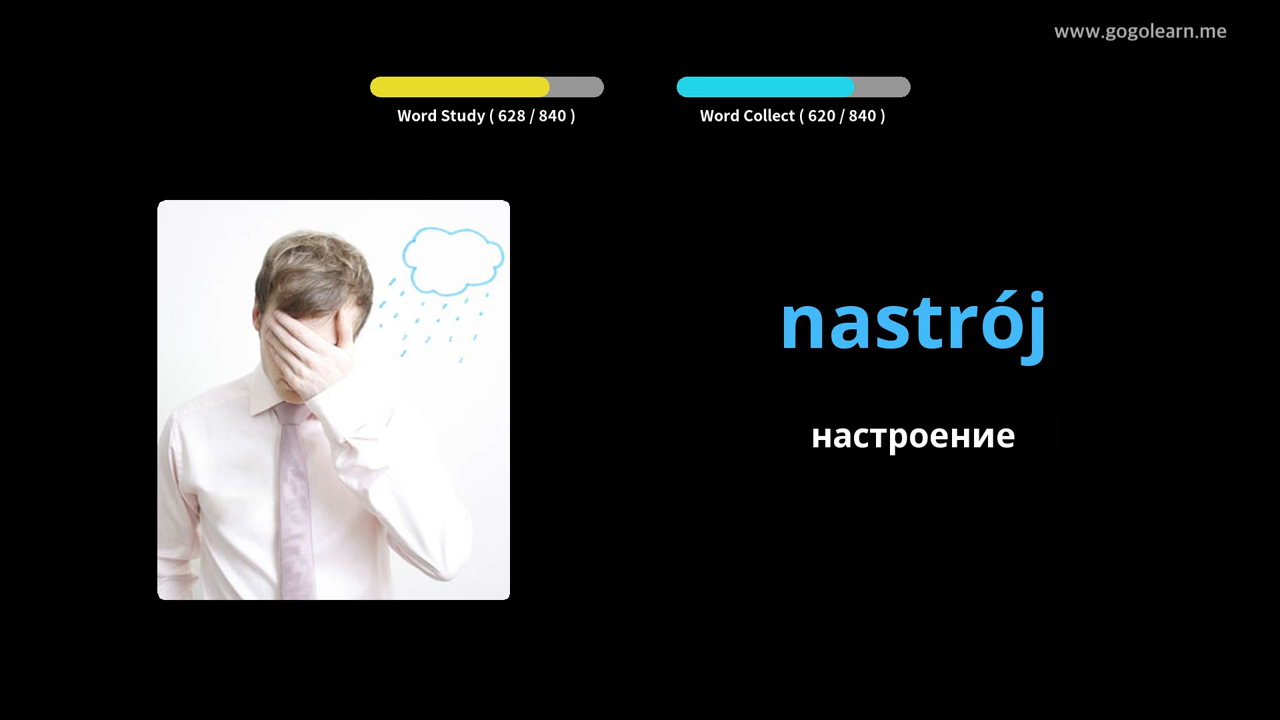 www.gogolearn.me
Word Study ( 628 / 840 )
Word Collect ( 620 / 840 )
nastrój
настроение